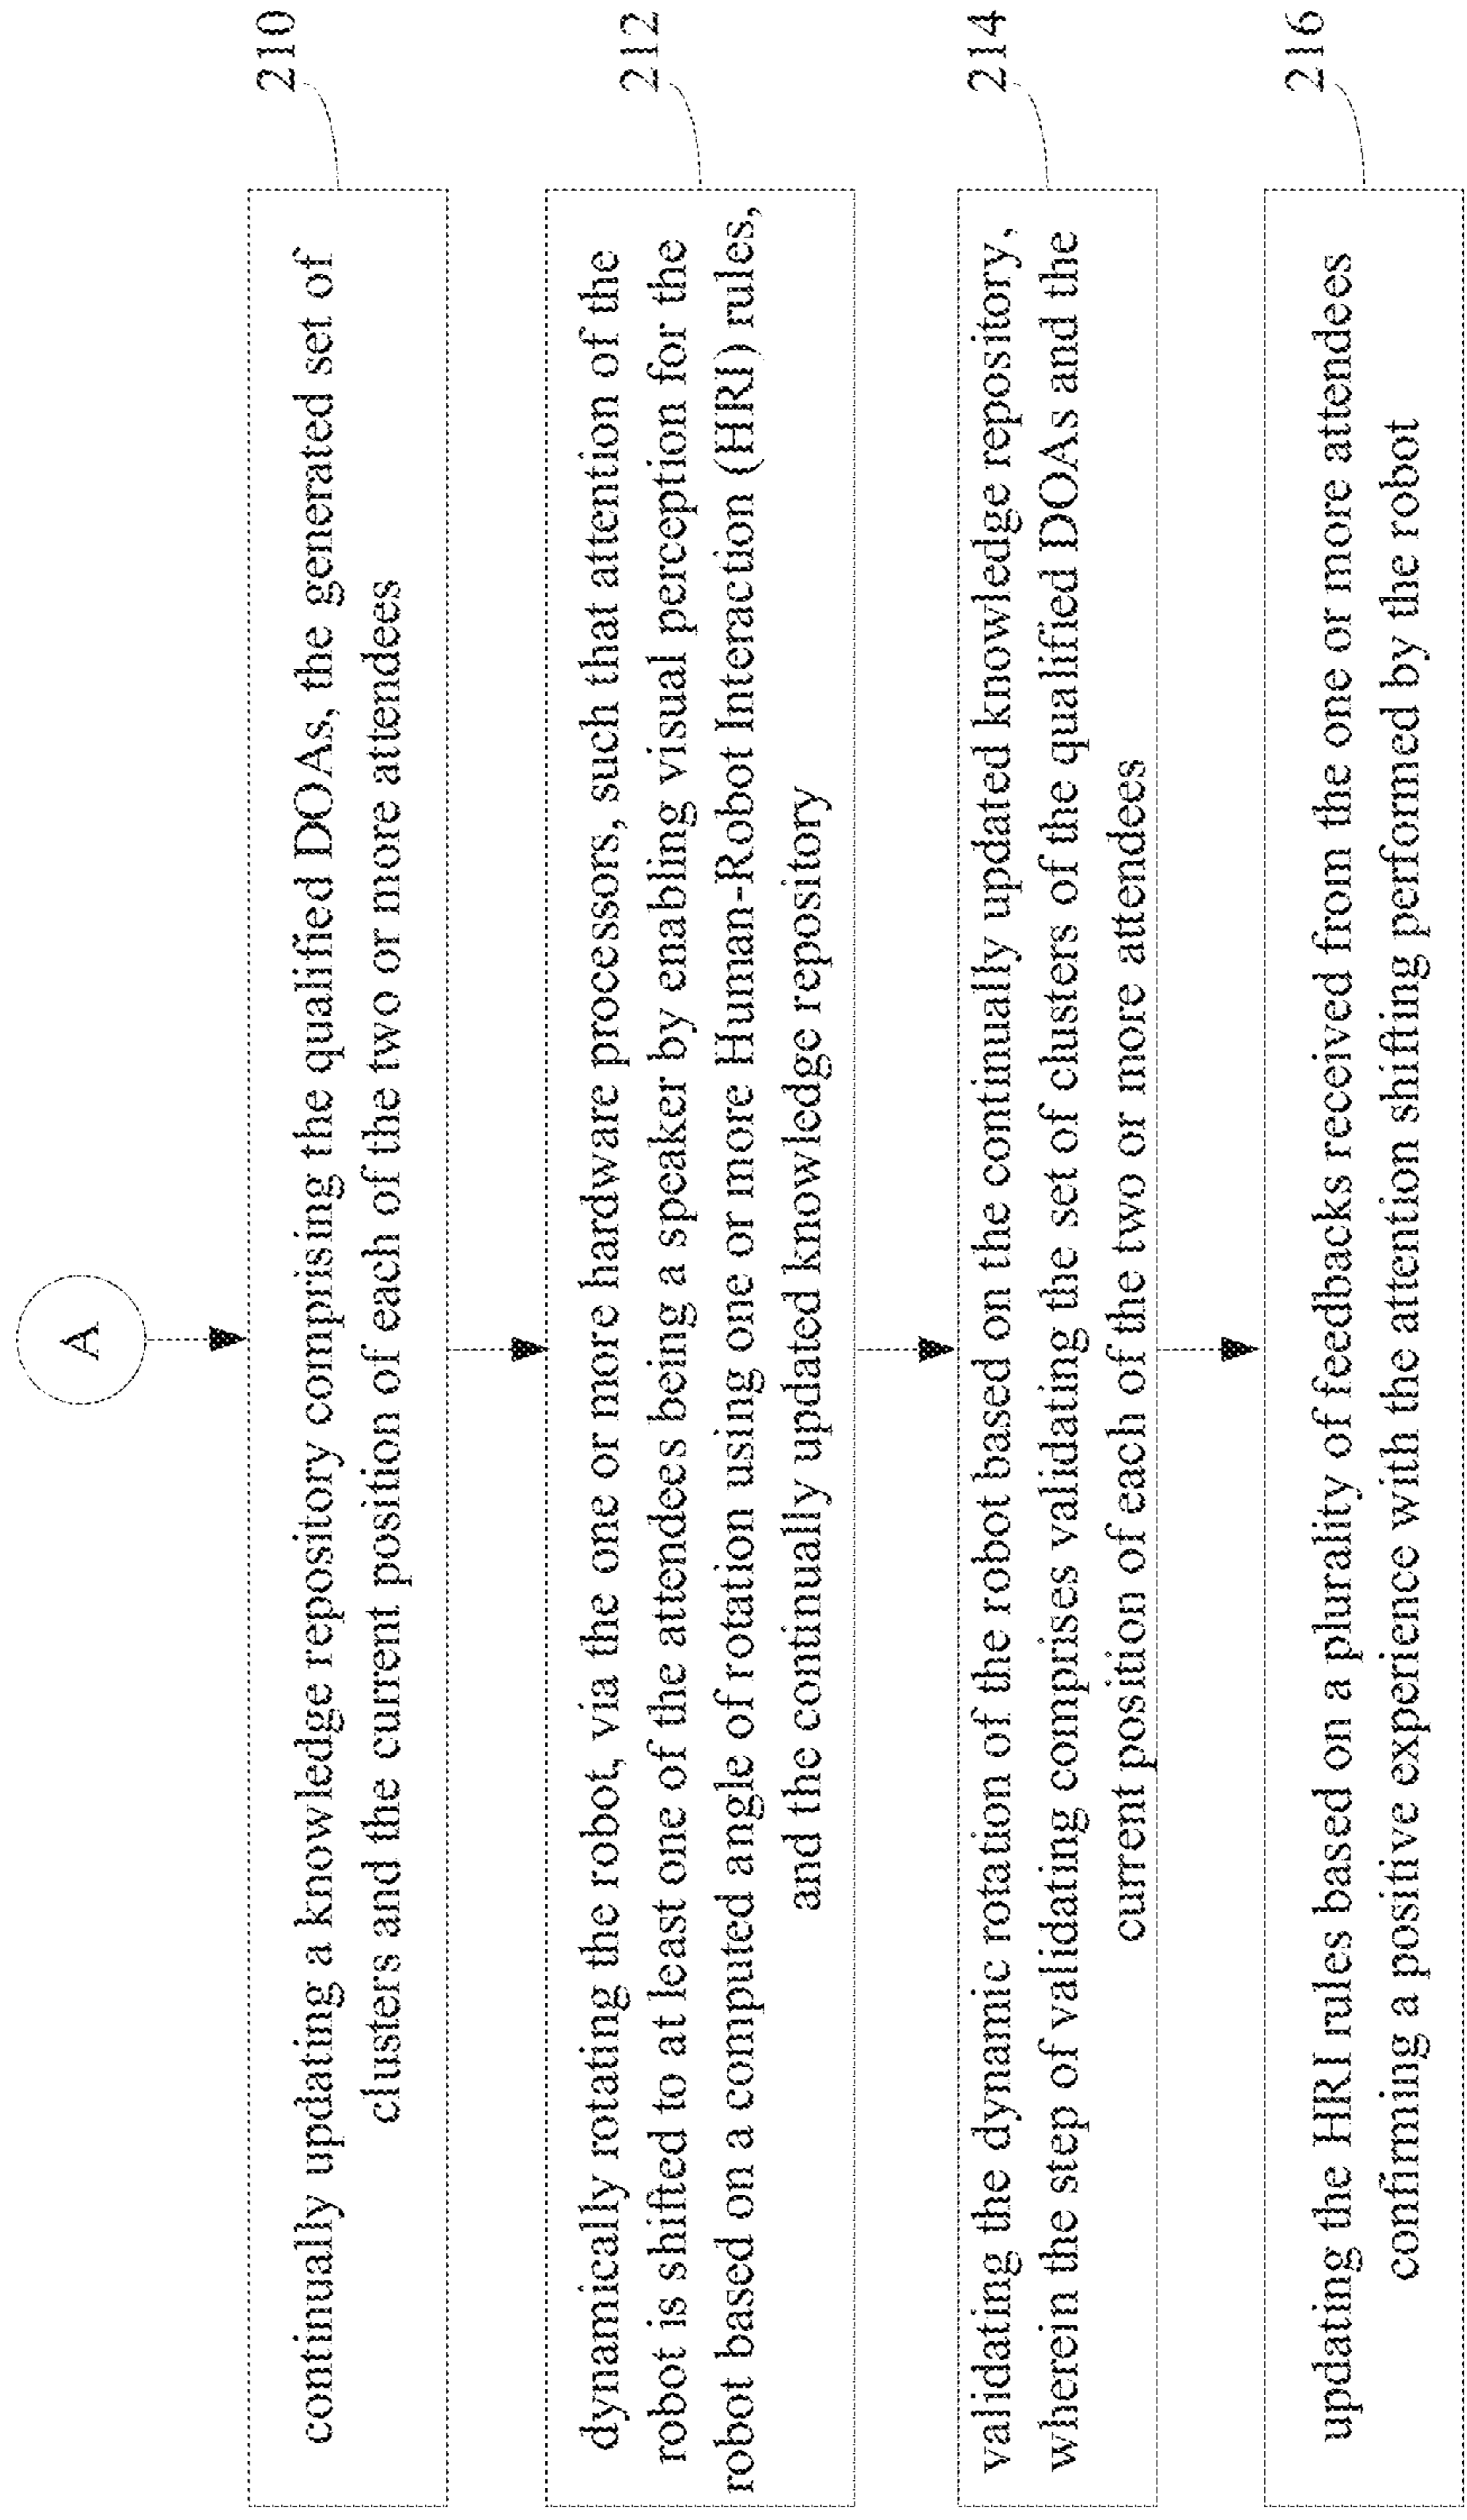 A
210
continually updating a knowledge repository comprising the qualified DOAs, the generated set of
clusters and the current position of each of the two or more attendees
212
dynamically rotating the robot, via the one or more hardware processors, such that attention of the
robot is shifted to at least one of the attendees being a speaker by enabling visual perception for the
robot based on a computed angle of rotation using one or more Human-Robot Interaction (HRI) rules,
and the continually updated knowledge repository
214
validating the dynamic rotation of the robot based on the continually updated knowledge repository,
wherein the step of validating comprises validating the set of clusters of the qualified DOAs and the
current position of each of the two or more attendees
216
updating the HRI rules based on a plurality of feedbacks received from the one or more attendees
confirming a positive experience with the attention shifting performed by the robot